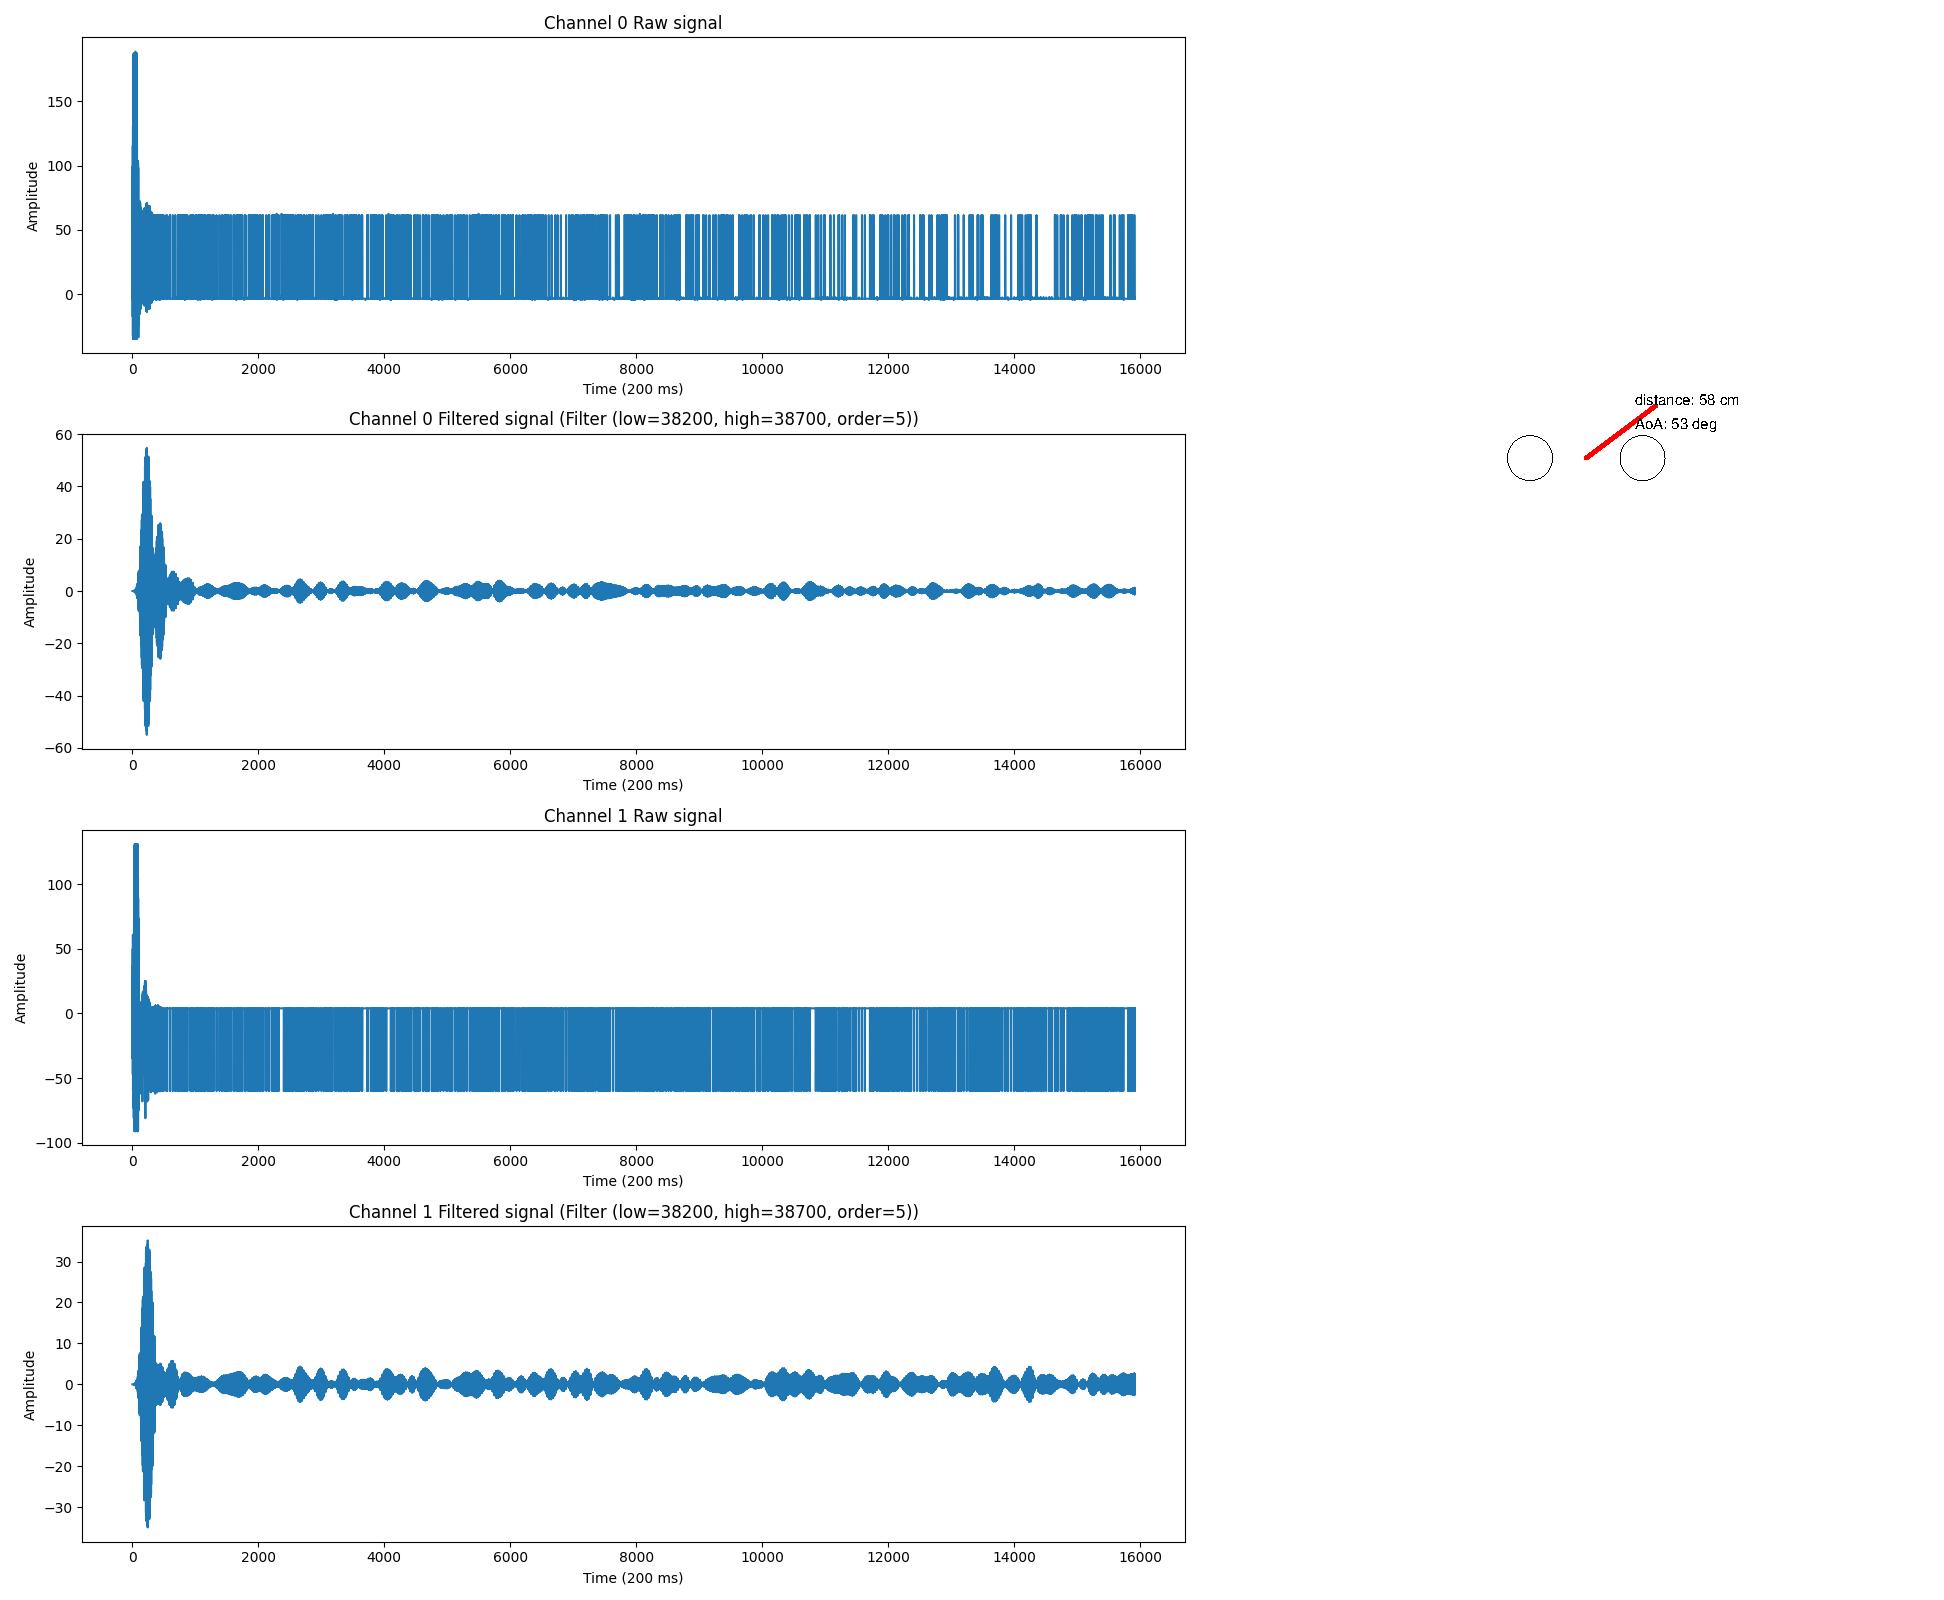 Channel 0 Raw signal
150
100
50
0
Amplitude
0 2000 4000 6000 8000 10000 12000 14000 16000
Time (200 ms)
Channel 0 Filtered signal (Filter (low=38200, high=38700, order=5))
60
40
20
0
−20
−40
−60
Amplitude
0 2000 4000 6000 8000 10000 12000 14000 16000
Time (200 ms)
Channel 1 Raw signal
100
50
0
−50
−100
Amplitude
0 2000 4000 6000 8000 10000 12000 14000 16000
Time (200 ms)
Channel 1 Filtered signal (Filter (low=38200, high=38700, order=5))
30
20
10
0
−10
−20
−30
Amplitude
0 2000 4000 6000 8000 10000 12000 14000 16000
Time (200 ms)
distance: 58 cm
AoA: 53 deg